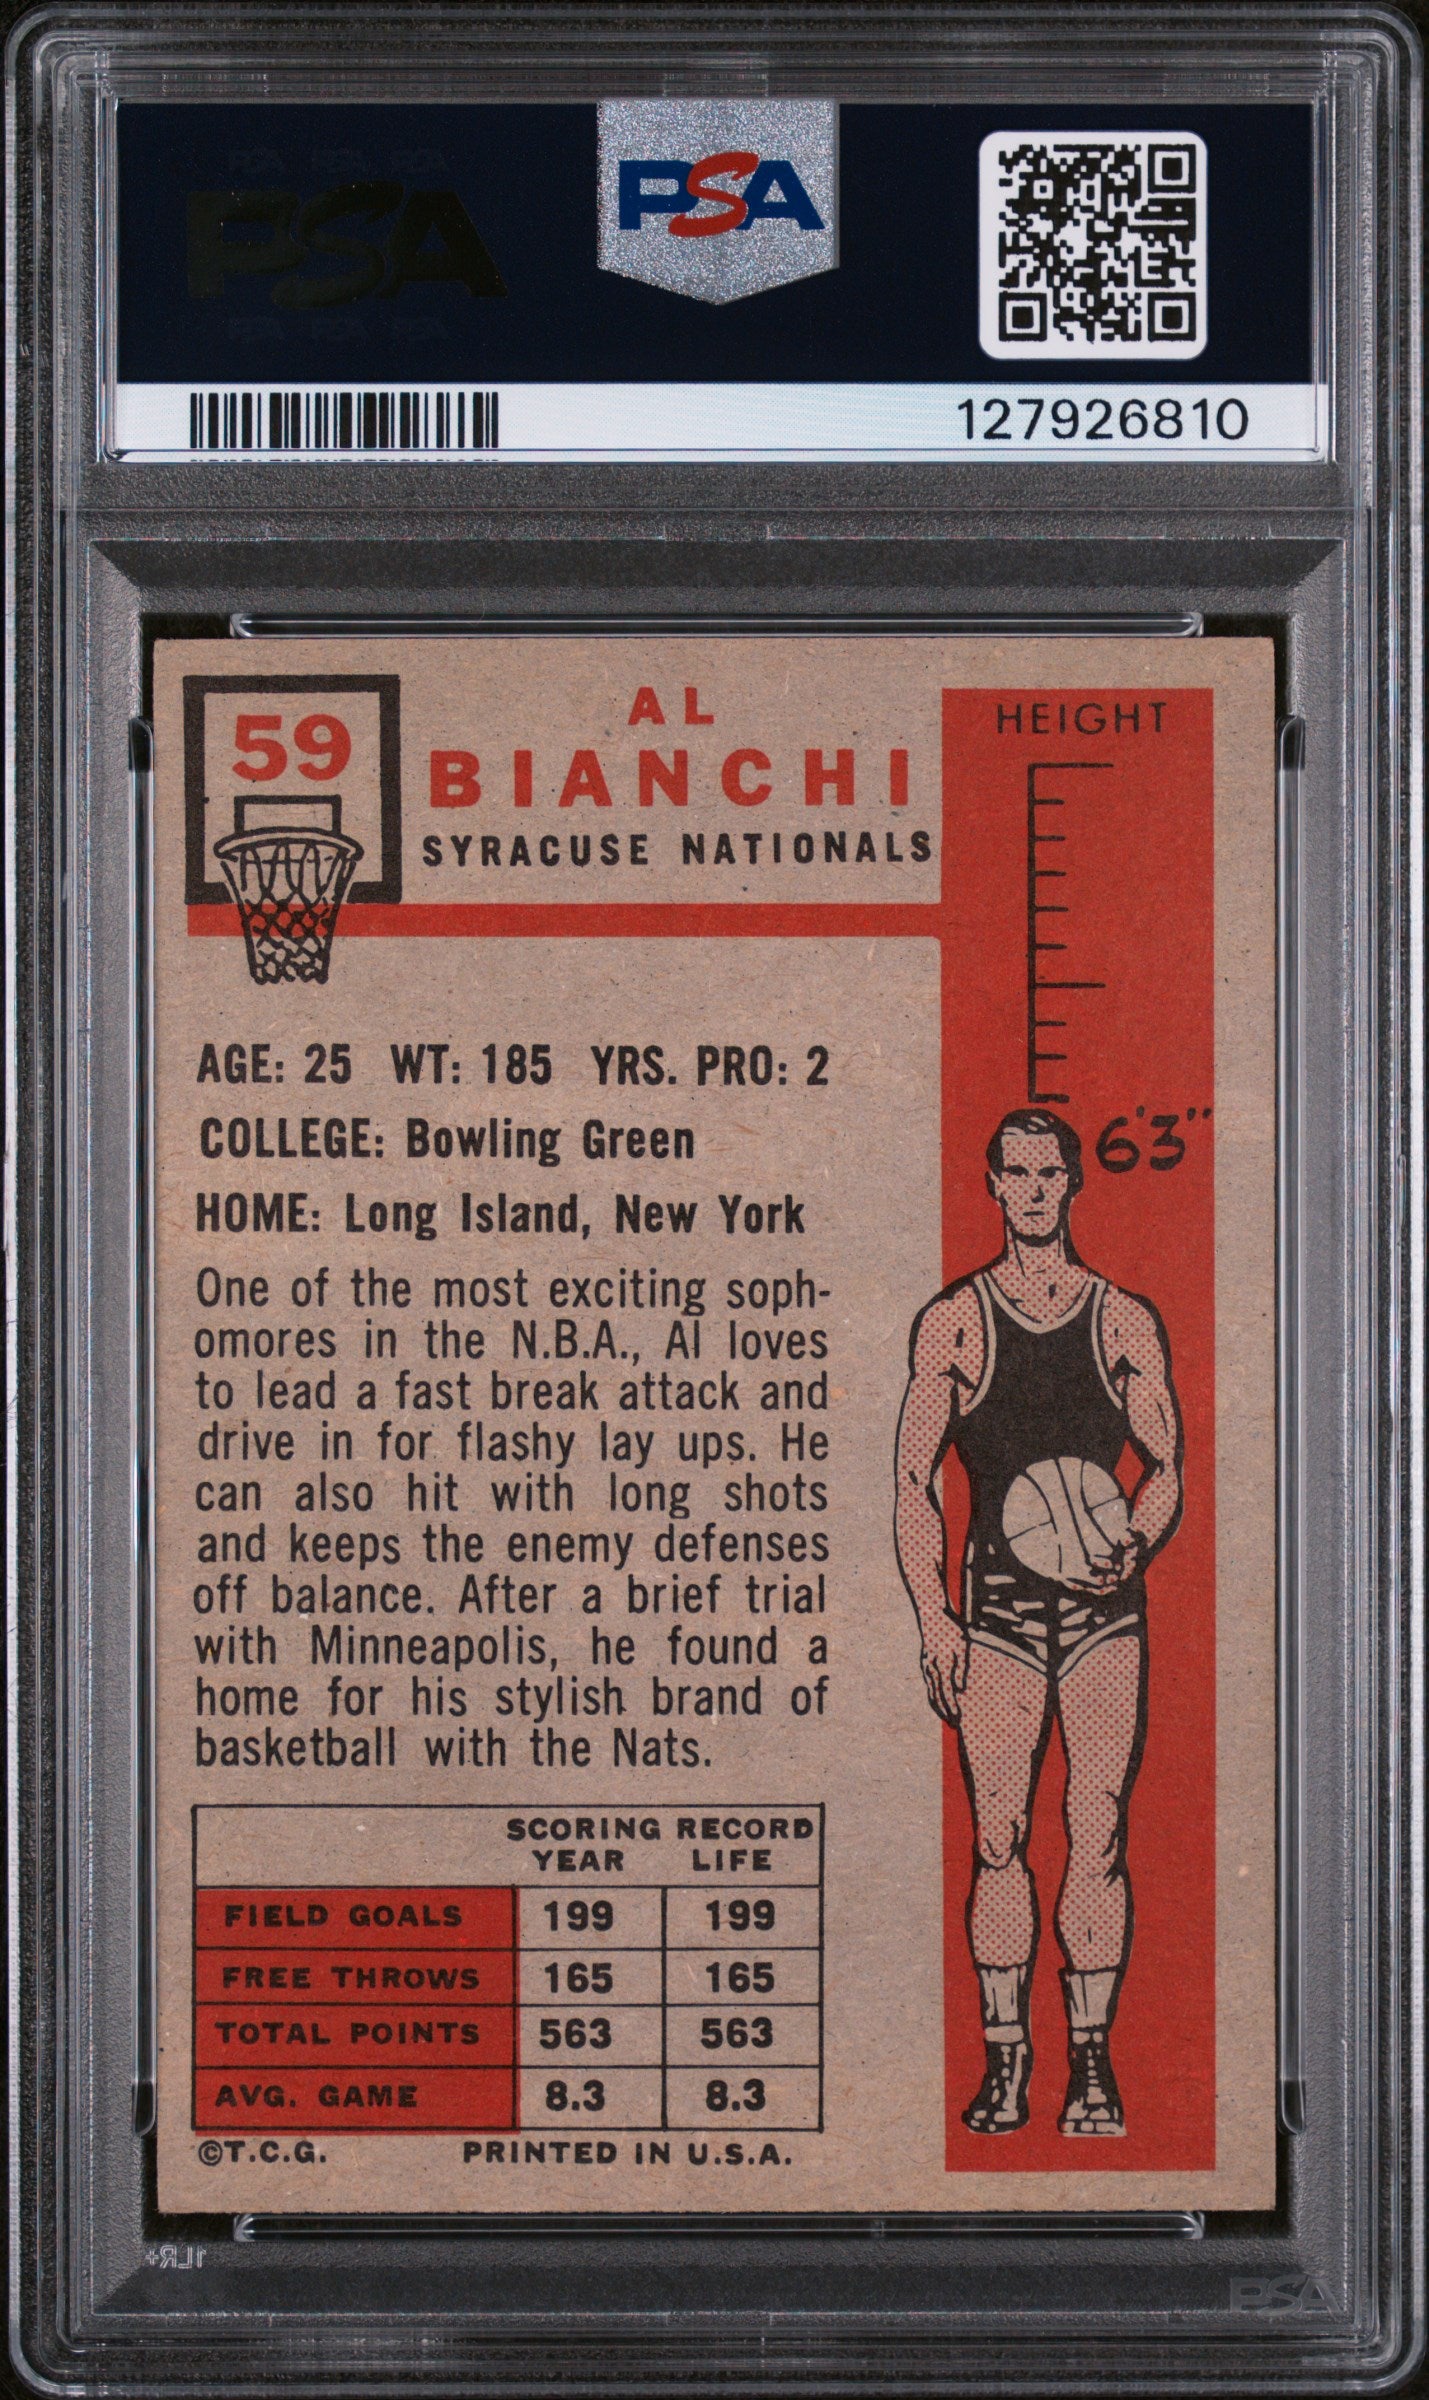 PSA
PSA
127926810
59
AL
BIANCHI
SYRACUSE NATIONALS
HEIGHT
6'3"
AGE: 25 WT: 185 YRS. PRO: 2
COLLEGE: Bowling Green
HOME: Long Island, New York
One of the most exciting soph-
omores in the N.B.A., Al loves
to lead a fast break attack and
drive in for flashy lay ups. He
can also hit with long shots
and keeps the enemy defenses
off balance. After a brief trial
with Minneapolis, he found a
home for his stylish brand of
basketball with the Nats.
SCORING RECORD
YEAR LIFE
FIELD GOALS 199 199
FREE THROWS 165 165
TOTAL POINTS 563 563
AVG. GAME 8.3 8.3
©T.C.G. PRINTED IN U.S.A.
1LR+
PSA